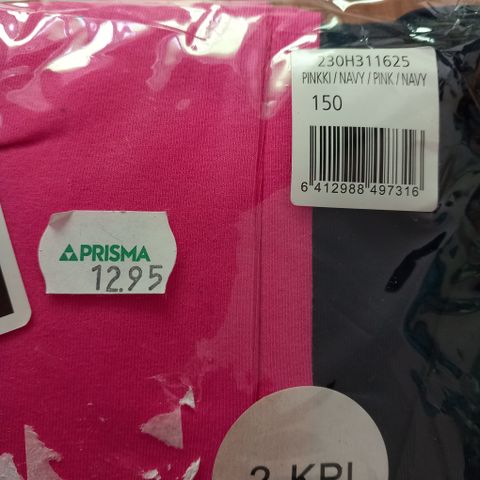 230H311625
PINKKI / NAVY / PINK / NAVY
150
6 412988 497316
PRISMA
12.95
2 KPL